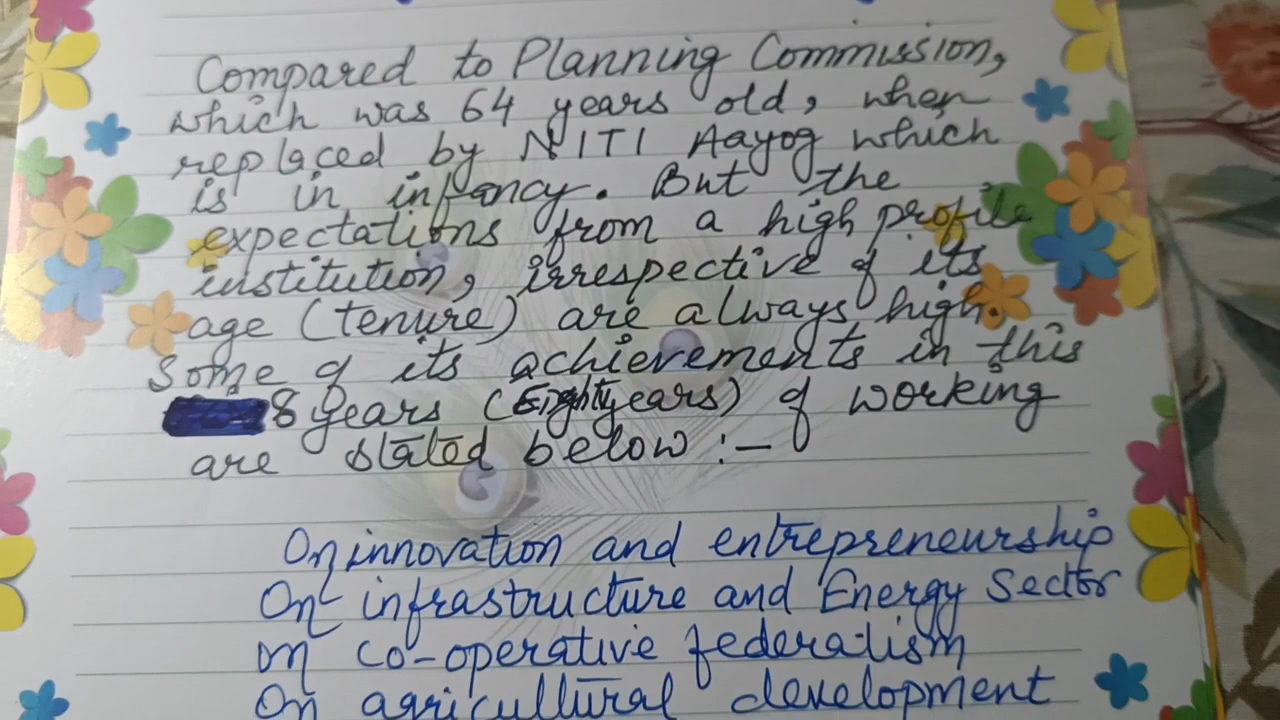 Compared to Planning Commission,
which was 64 years old, when
replaced by NITI Aayog which
is in infancy. But the
expectations from a high profile
institution, irrespective of its
age (tenure) are always high.
Some of its achievements in this
8 years (Eight years) of working
are stated below :-
On innovation and entrepreneurship
On infrastructure and Energy Sector
on co-operative federalism
On agricultural development